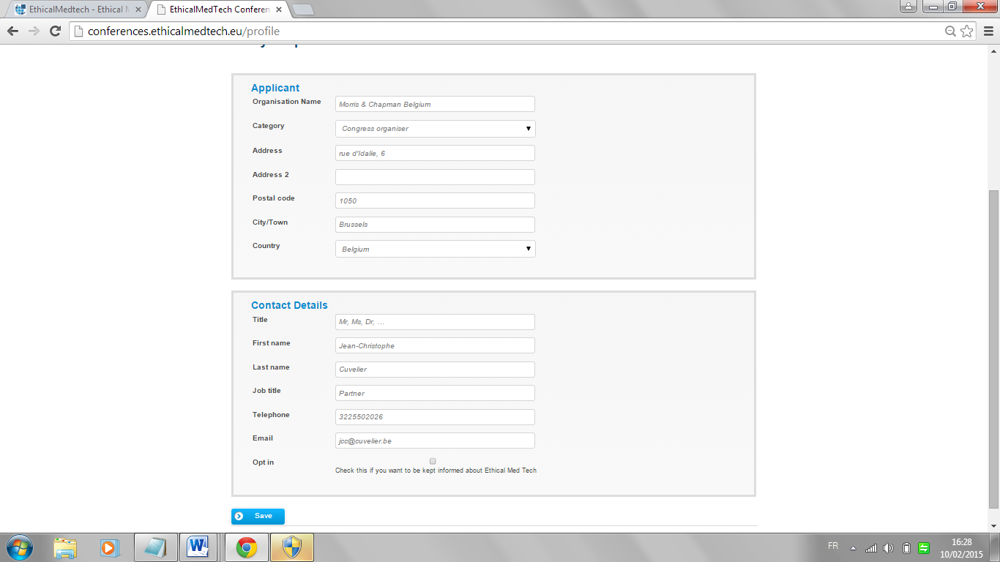 EthicalMedtech - Ethical M
EthicalMedTech Conferen
conferences.ethicalmedtech.eu/profile
Applicant
Organisation Name
Morris & Chapman Belgium
Category
Congress organiser
Address
rue d'Idalie, 6
Address 2
Postal code
1050
City/Town
Brussels
Country
Belgium
Contact Details
Title
Mr, Ms, Dr, ...
First name
Jean-Christophe
Last name
Cuvelier
Job title
Partner
Telephone
3225502026
Email
jcc@cuvelier.be
Opt in
Check this if you want to be kept informed about Ethical Med Tech
Save
FR
16:28
10/02/2015